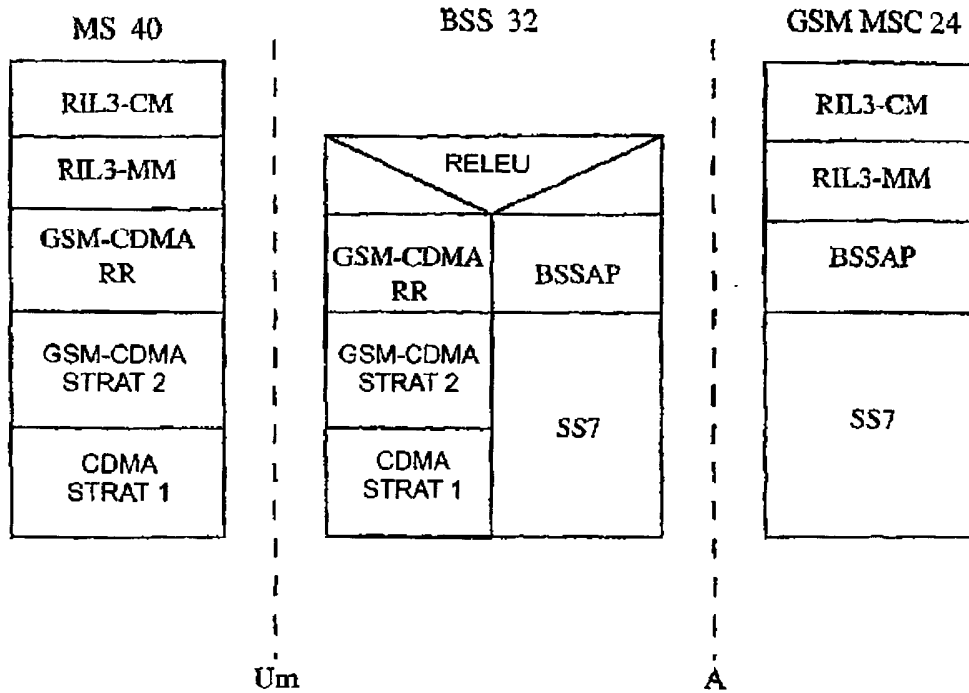 MS 40
BSS 32
GSM MSC 24
RIL3-CM
RIL3-MM
GSM-CDMA
RR
GSM-CDMA
STRAT 2
CDMA
STRAT 1
RELEU
GSM-CDMA
RR
BSSAP
GSM-CDMA
STRAT 2
SS7
CDMA
STRAT 1
RIL3-CM
RIL3-MM
BSSAP
SS7
Um
A